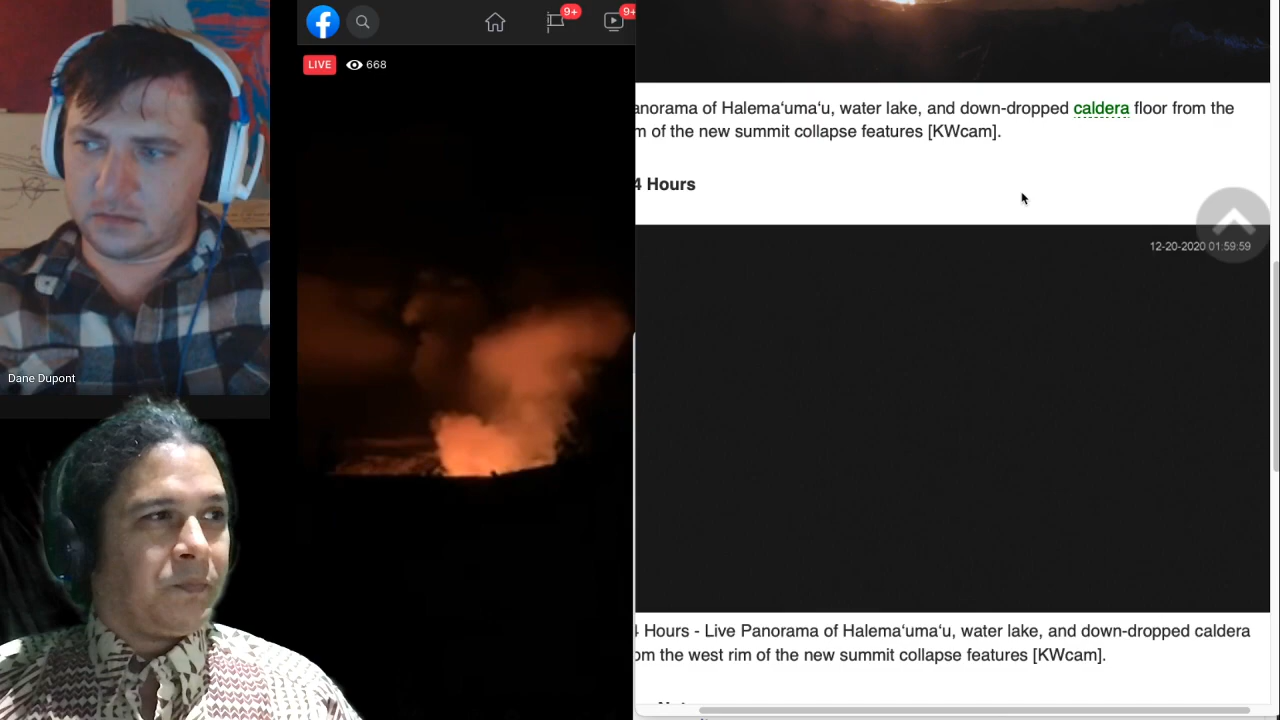 Dane Dupont
9+
9+
LIVE
668
anorama of Halemaʻumaʻu, water lake, and down-dropped caldera floor from the
m of the new summit collapse features [KWcam].
4 Hours
12-20-2020 01:59:59
4 Hours - Live Panorama of Halemaʻumaʻu, water lake, and down-dropped caldera
om the west rim of the new summit collapse features [KWcam].